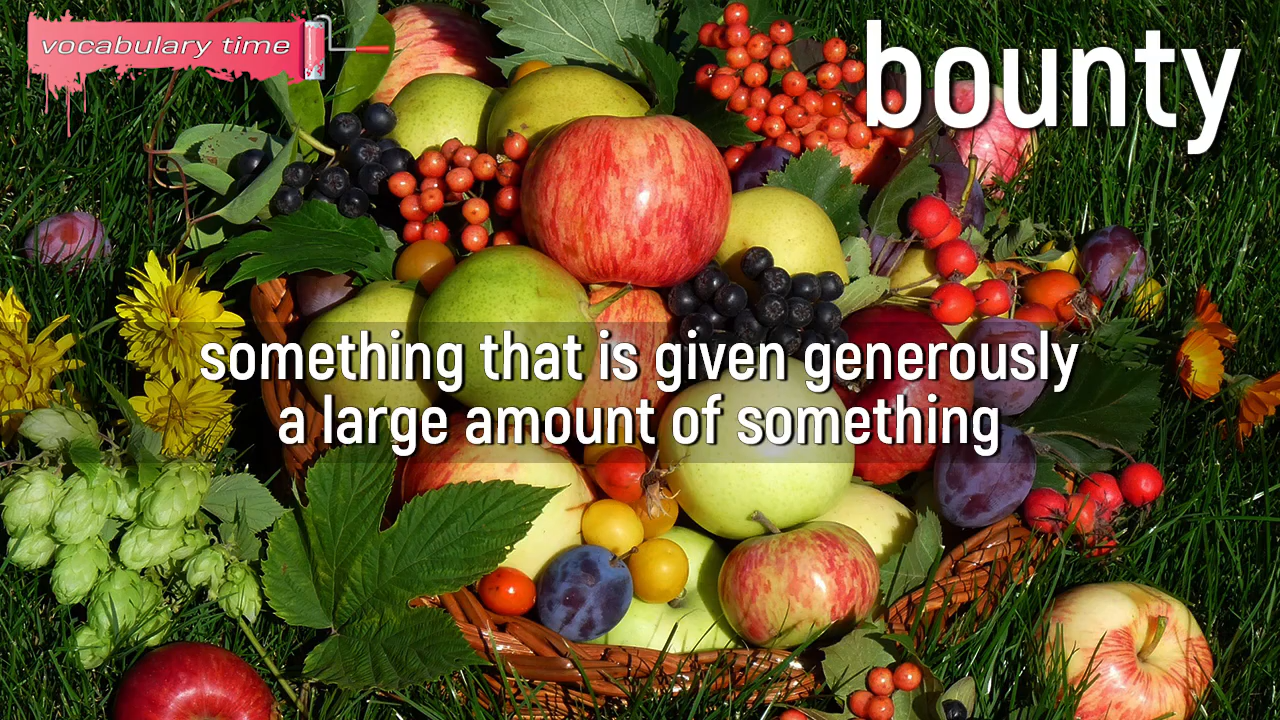 vocabulary time
bounty
something that is given generously
a large amount of something